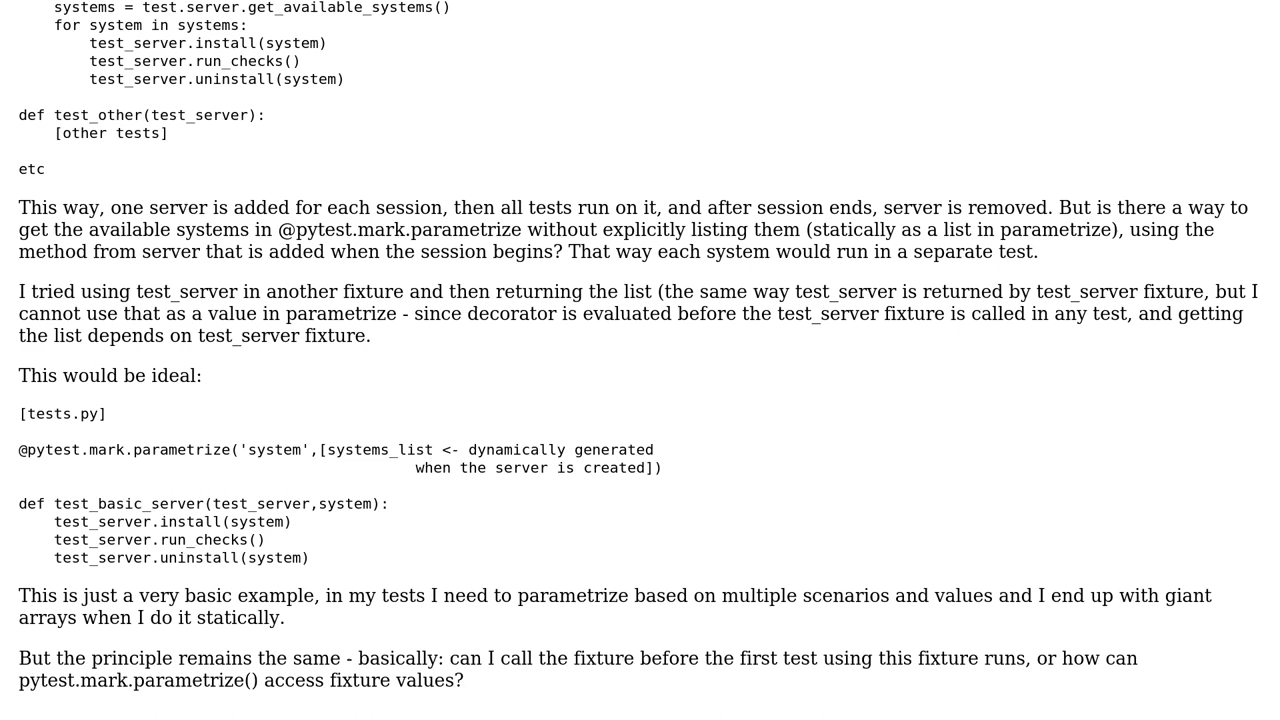 systems = test.server.get_available_systems()
    for system in systems:
        test_server.install(system)
        test_server.run_checks()
        test_server.uninstall(system)

def test_other(test_server):
    [other tests]

etc

This way, one server is added for each session, then all tests run on it, and after session ends, server is removed. But is there a way to
get the available systems in @pytest.mark.parametrize without explicitly listing them (statically as a list in parametrize), using the
method from server that is added when the session begins? That way each system would run in a separate test.

I tried using test_server in another fixture and then returning the list (the same way test_server is returned by test_server fixture, but I
cannot use that as a value in parametrize - since decorator is evaluated before the test_server fixture is called in any test, and getting
the list depends on test_server fixture.

This would be ideal:

[tests.py]

@pytest.mark.parametrize('system',[systems_list <- dynamically generated
                                             when the server is created])

def test_basic_server(test_server,system):
    test_server.install(system)
    test_server.run_checks()
    test_server.uninstall(system)

This is just a very basic example, in my tests I need to parametrize based on multiple scenarios and values and I end up with giant
arrays when I do it statically.

But the principle remains the same - basically: can I call the fixture before the first test using this fixture runs, or how can
pytest.mark.parametrize() access fixture values?